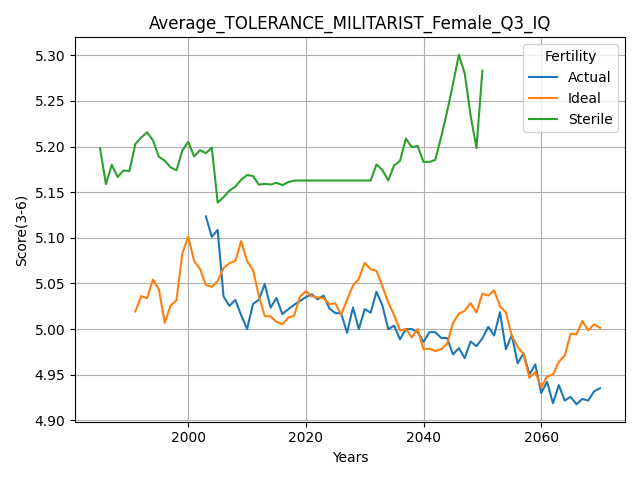 Average_TOLERANCE_MILITARIST_Female_Q3_IQ
Fertility
Actual
Ideal
Sterile
Score(3-6)
5.30
5.25
5.20
5.15
5.10
5.05
5.00
4.95
4.90
2000 2020 2040 2060
Years